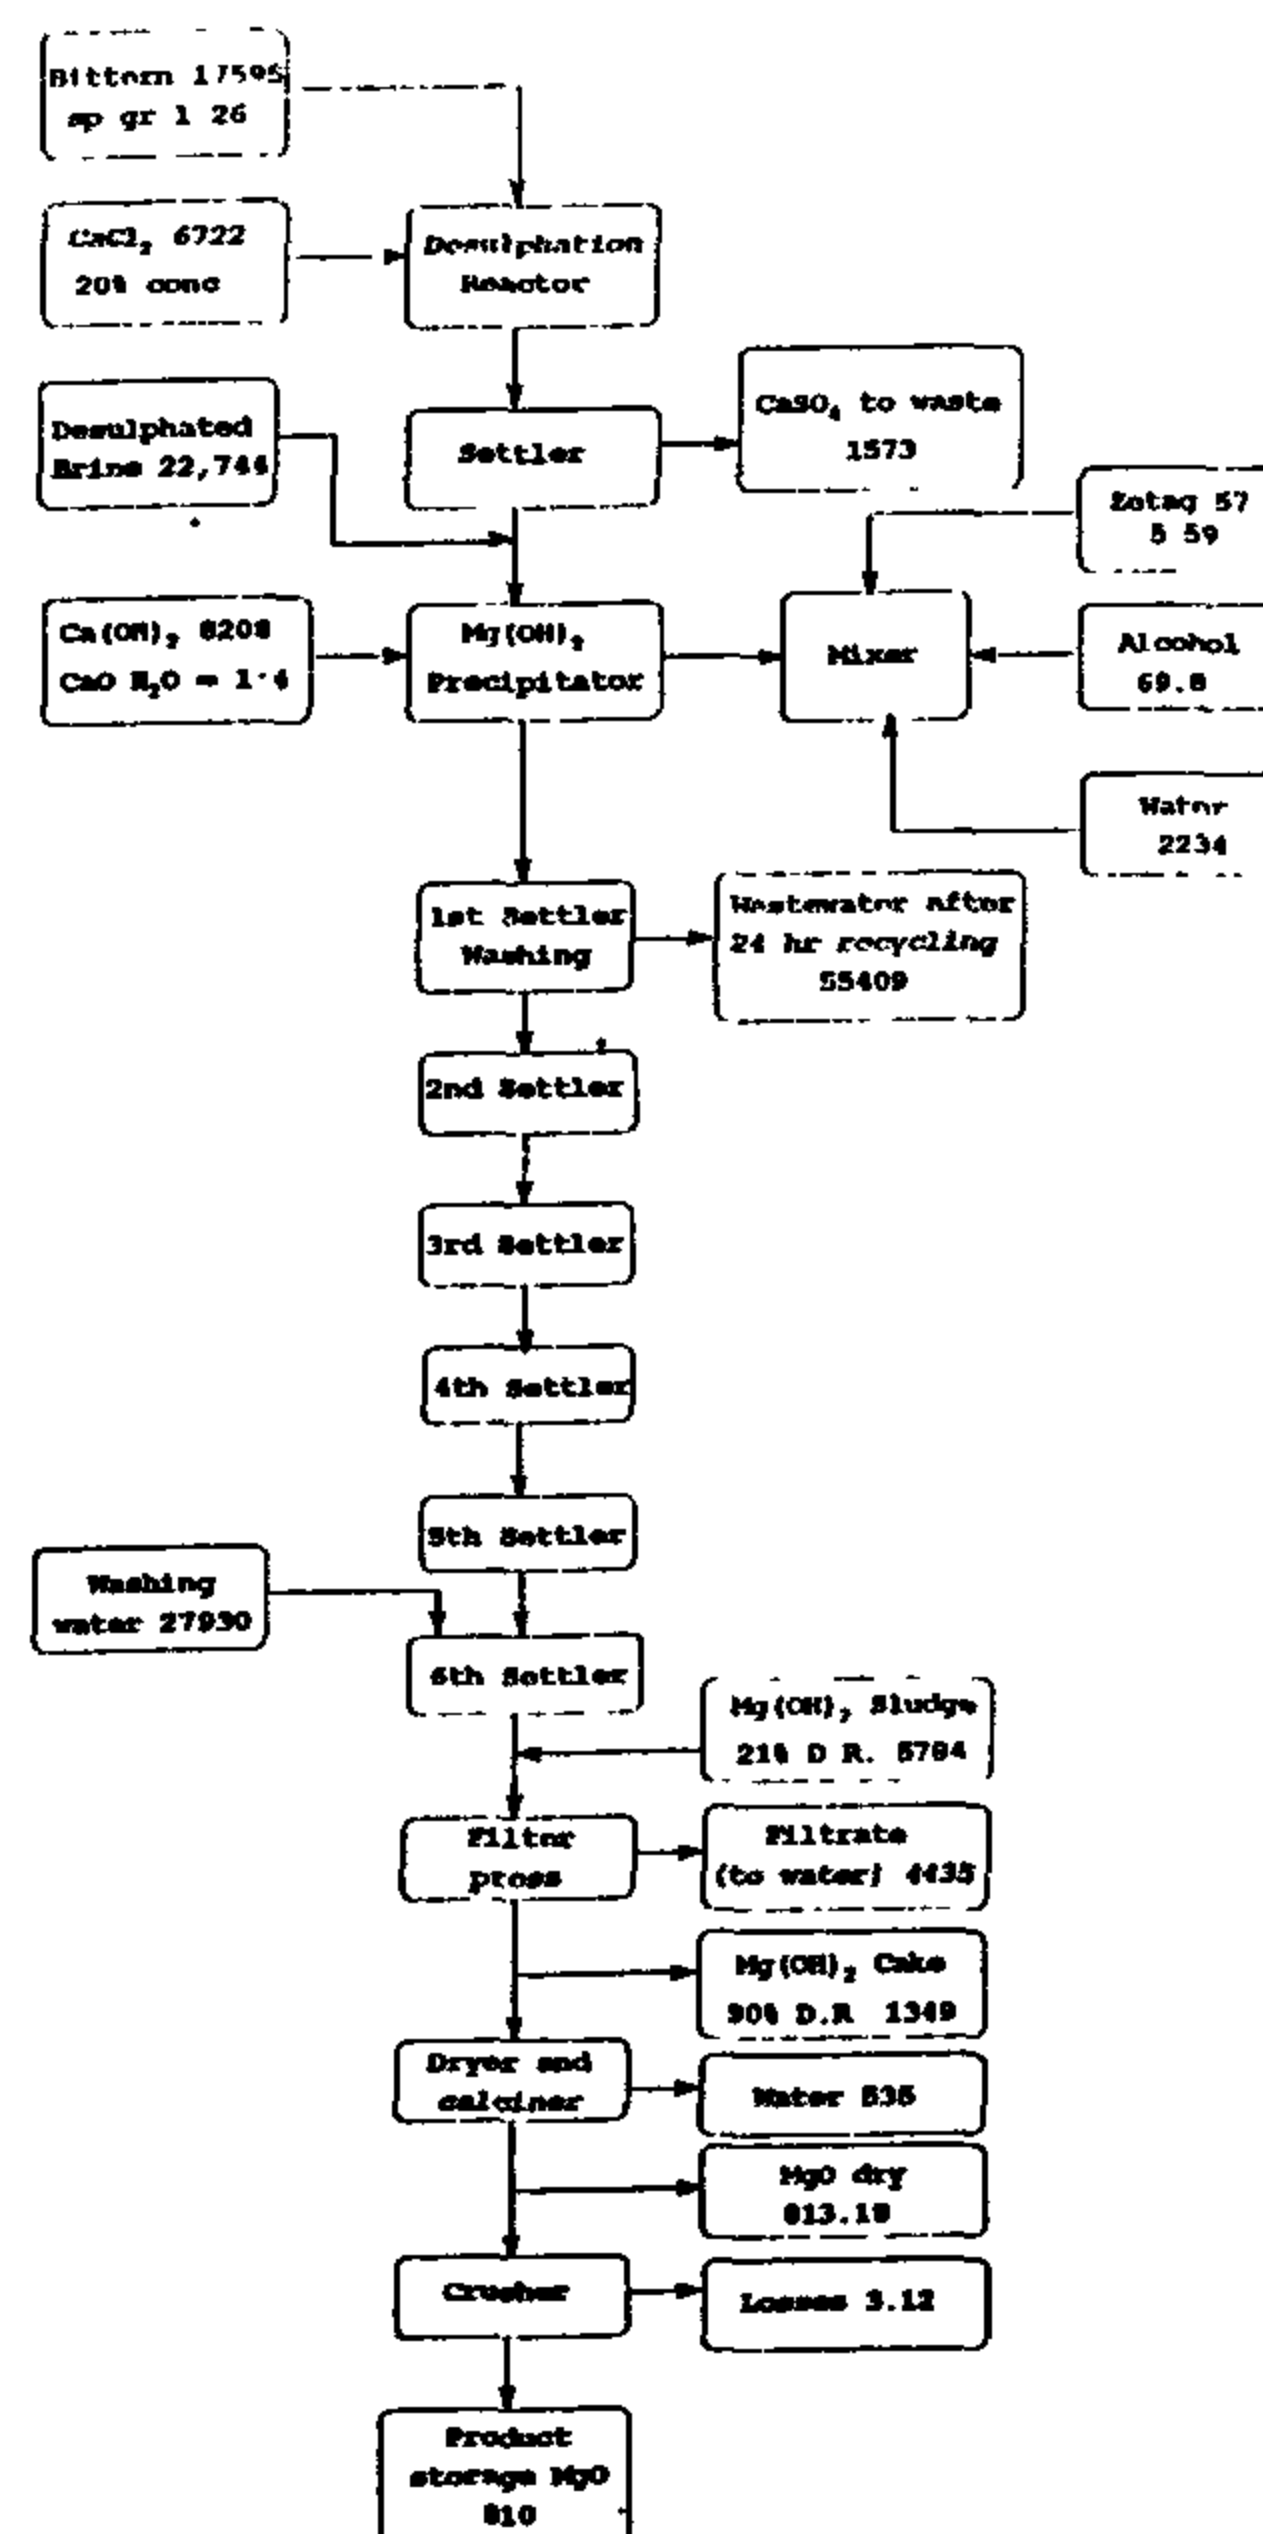 Bittern 17595
sp gr 1 26
CaCl₂ 6722
20% conc
Desulphation
Reactor
Desulphated
Brine 22,744
Settler
CaSO₄ to waste
1573
Zotag 57
5 59
Ca(OH)₂ 8208
CaO H₂O = 1·4
Mg(OH)₂
Precipitator
Mixer
Alcohol
69.8
Water
2234
1st Settler
Washing
Wastewater after
24 hr recycling
55409
2nd Settler
3rd Settler
4th Settler
5th Settler
Washing
water 27930
6th Settler
Mg(OH)₂ Sludge
21% D R. 5784
Filter
press
Filtrate
(to water) 4435
Mg(OH)₂ Cake
90% D.R 1349
Dryer and
calciner
Water 535
MgO dry
813.18
Crusher
Losses 3.12
Product
storage MgO
810